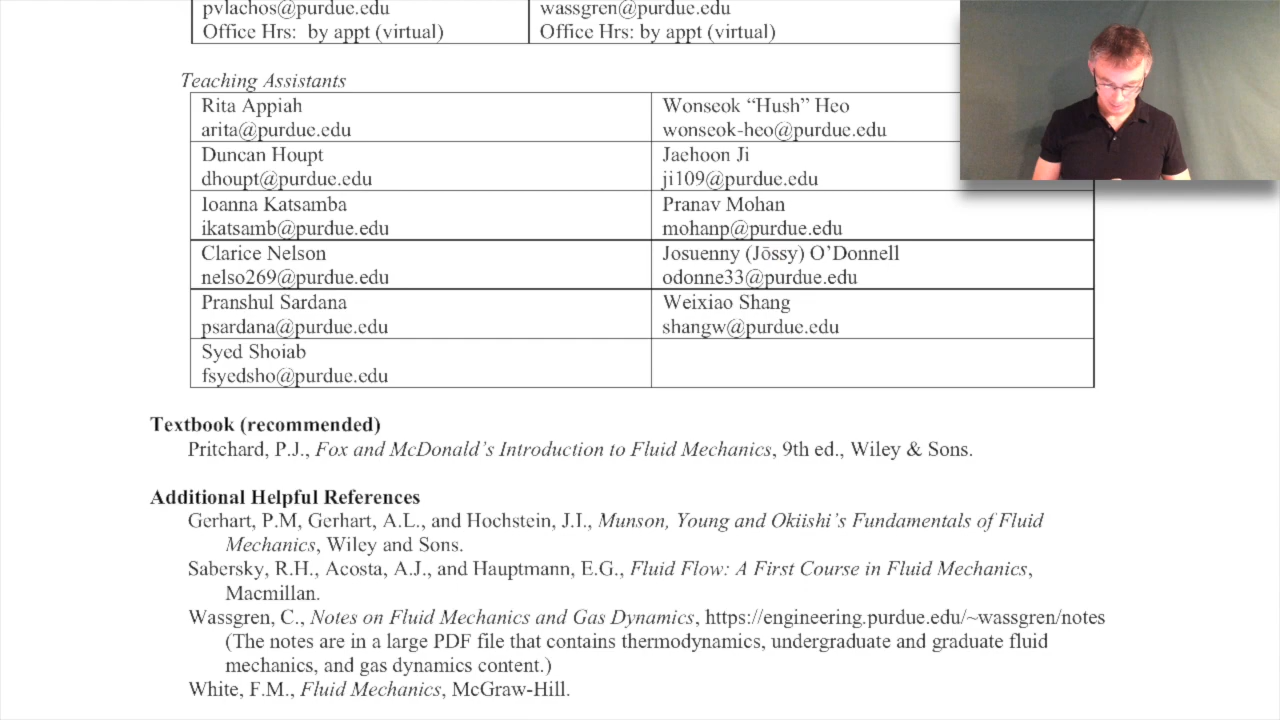 pvlachos@purdue.edu wassgren@purdue.edu
Office Hrs:  by appt (virtual) Office Hrs: by appt (virtual)
Teaching Assistants
Rita Appiah Wonseok “Hush” Heo
arita@purdue.edu wonseok-heo@purdue.edu
Duncan Houpt Jaehoon Ji
dhoupt@purdue.edu ji109@purdue.edu
Ioanna Katsamba Pranav Mohan
ikatsamb@purdue.edu mohanp@purdue.edu
Clarice Nelson Josuenny (Jōssy) O’Donnell
nelso269@purdue.edu odonne33@purdue.edu
Pranshul Sardana Weixiao Shang
psardana@purdue.edu shangw@purdue.edu
Syed Shoiab
fsyedsho@purdue.edu
Textbook (recommended)
Pritchard, P.J., Fox and McDonald’s Introduction to Fluid Mechanics, 9th ed., Wiley & Sons.
Additional Helpful References
Gerhart, P.M, Gerhart, A.L., and Hochstein, J.I., Munson, Young and Okiishi’s Fundamentals of Fluid
Mechanics, Wiley and Sons.
Sabersky, R.H., Acosta, A.J., and Hauptmann, E.G., Fluid Flow: A First Course in Fluid Mechanics,
Macmillan.
Wassgren, C., Notes on Fluid Mechanics and Gas Dynamics, https://engineering.purdue.edu/~wassgren/notes
(The notes are in a large PDF file that contains thermodynamics, undergraduate and graduate fluid
mechanics, and gas dynamics content.)
White, F.M., Fluid Mechanics, McGraw-Hill.